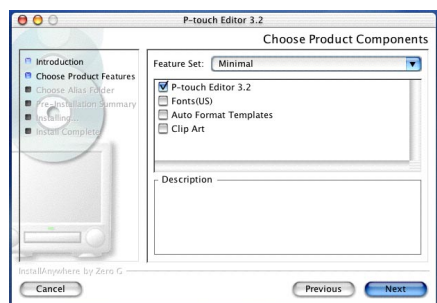 P-touch Editor 3.2
Choose Product Components
Introduction
Choose Product Features
Choose Alias Folder
Pre-Installation Summary
Installing...
Install Complete
Feature Set: Minimal
P-touch Editor 3.2
Fonts(US)
Auto Format Templates
Clip Art
Description
InstallAnywhere by Zero G
Cancel
Previous
Next